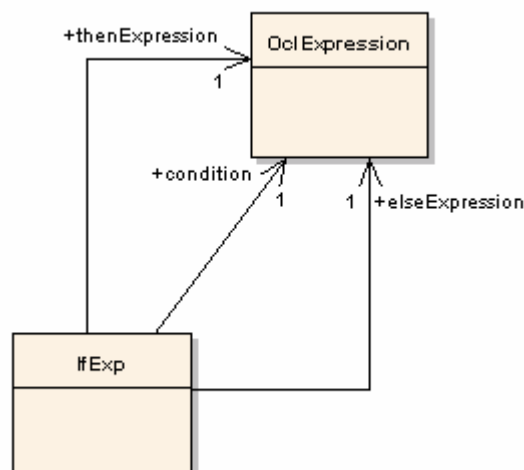 +thenExpression
OclExpression
1
+condition
1
1
+elseExpression
IfExp